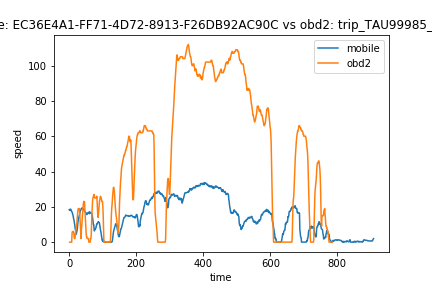 e: EC36E4A1-FF71-4D72-8913-F26DB92AC90C vs obd2: trip_TAU99985_
mobile
obd2
speed
100
80
60
40
20
0
0 200 400 600 800
time